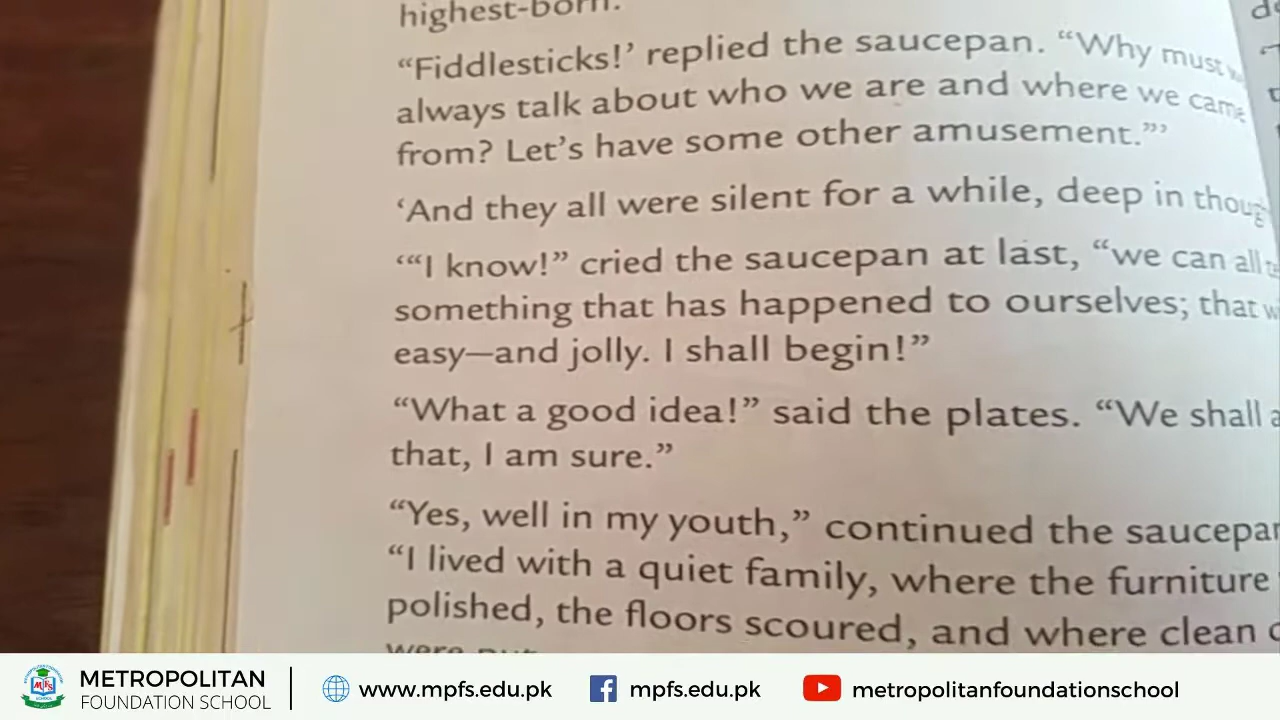 highest-born.
“Fiddlesticks!’ replied the saucepan. “Why must
always talk about who we are and where we came
from? Let’s have some other amusement.”’
‘And they all were silent for a while, deep in
‘“I know!” cried the saucepan at last, “we can all
something that has happened to ourselves; that
easy—and jolly. I shall begin!”
“What a good idea!” said the plates. “We shall
that, I am sure.”
“Yes, well in my youth,” continued the
“I lived with a quiet family, where the furniture
polished, the floors scoured, and where clean
METROPOLITAN
FOUNDATION SCHOOL
www.mpfs.edu.pk
mpfs.edu.pk
metropolitanfoundationschool